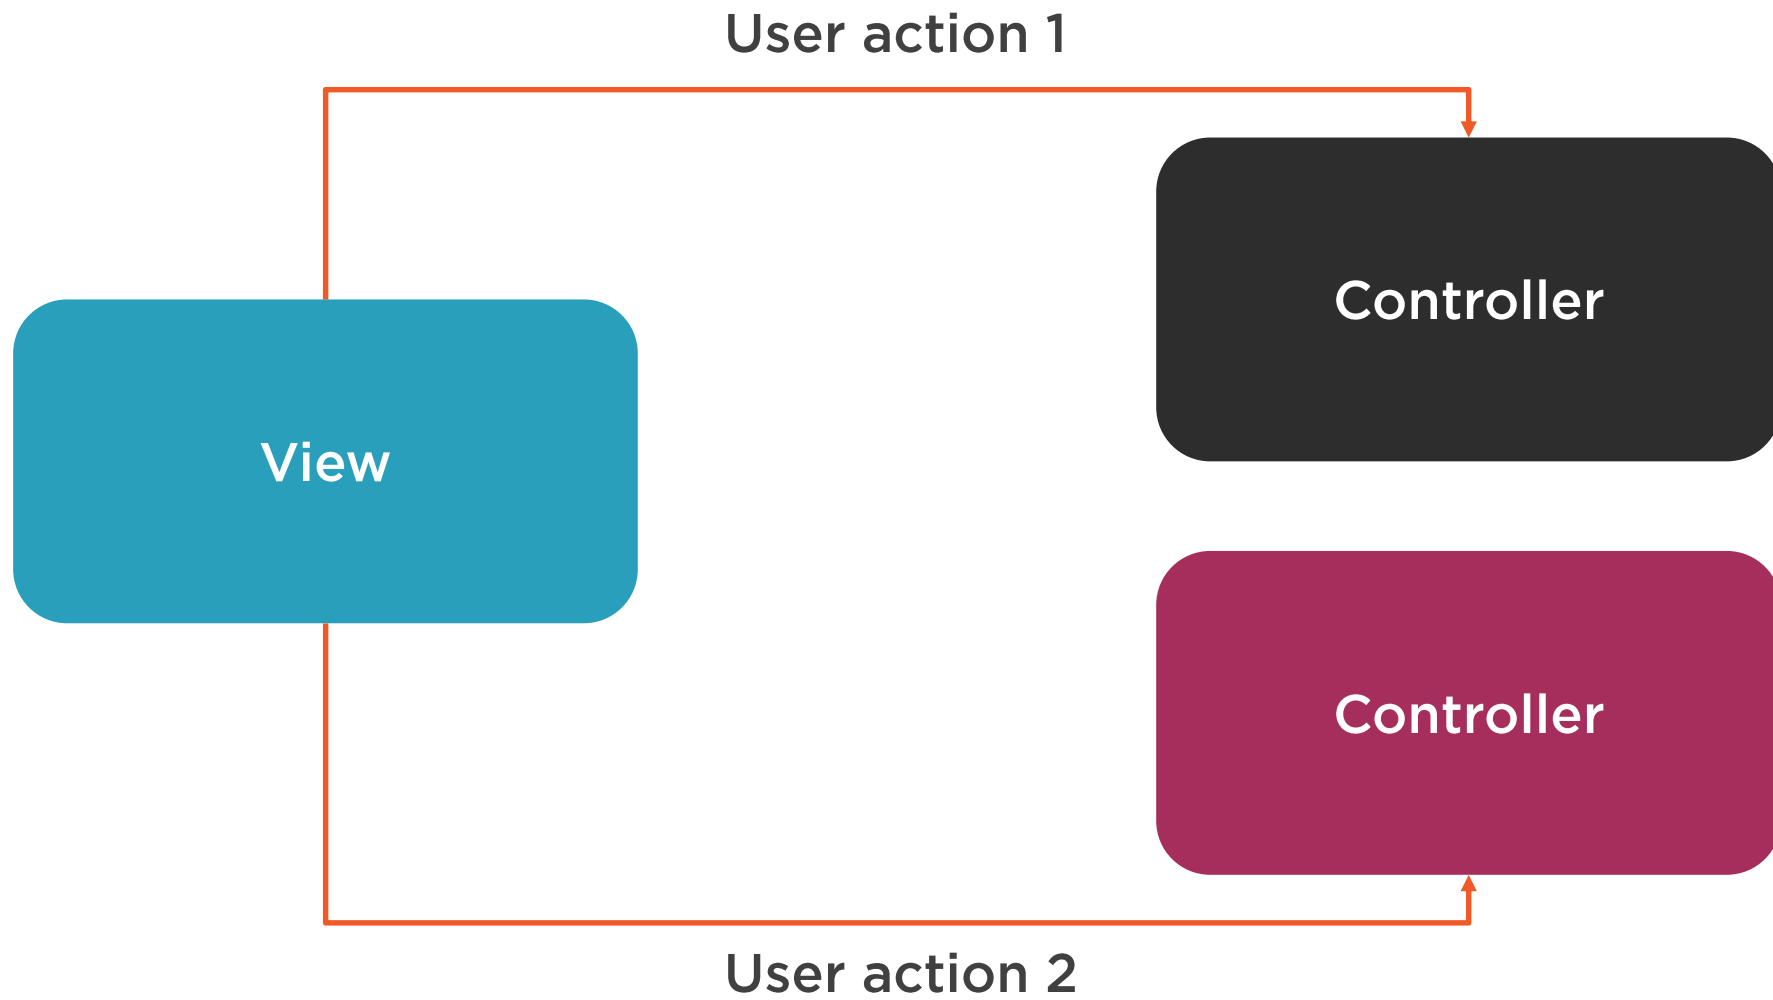 User action 1
Controller
View
Controller
User action 2